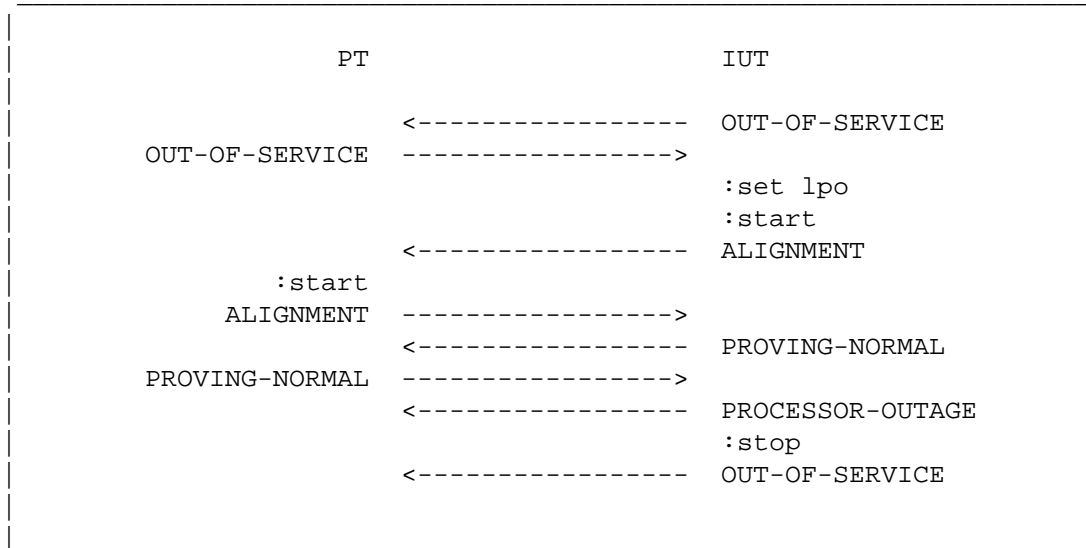 PT IUT
<----------------- OUT-OF-SERVICE
OUT-OF-SERVICE ----------------->
:set lpo
:start
<----------------- ALIGNMENT
:start
ALIGNMENT ----------------->
<----------------- PROVING-NORMAL
PROVING-NORMAL ----------------->
<----------------- PROCESSOR-OUTAGE
:stop
<----------------- OUT-OF-SERVICE